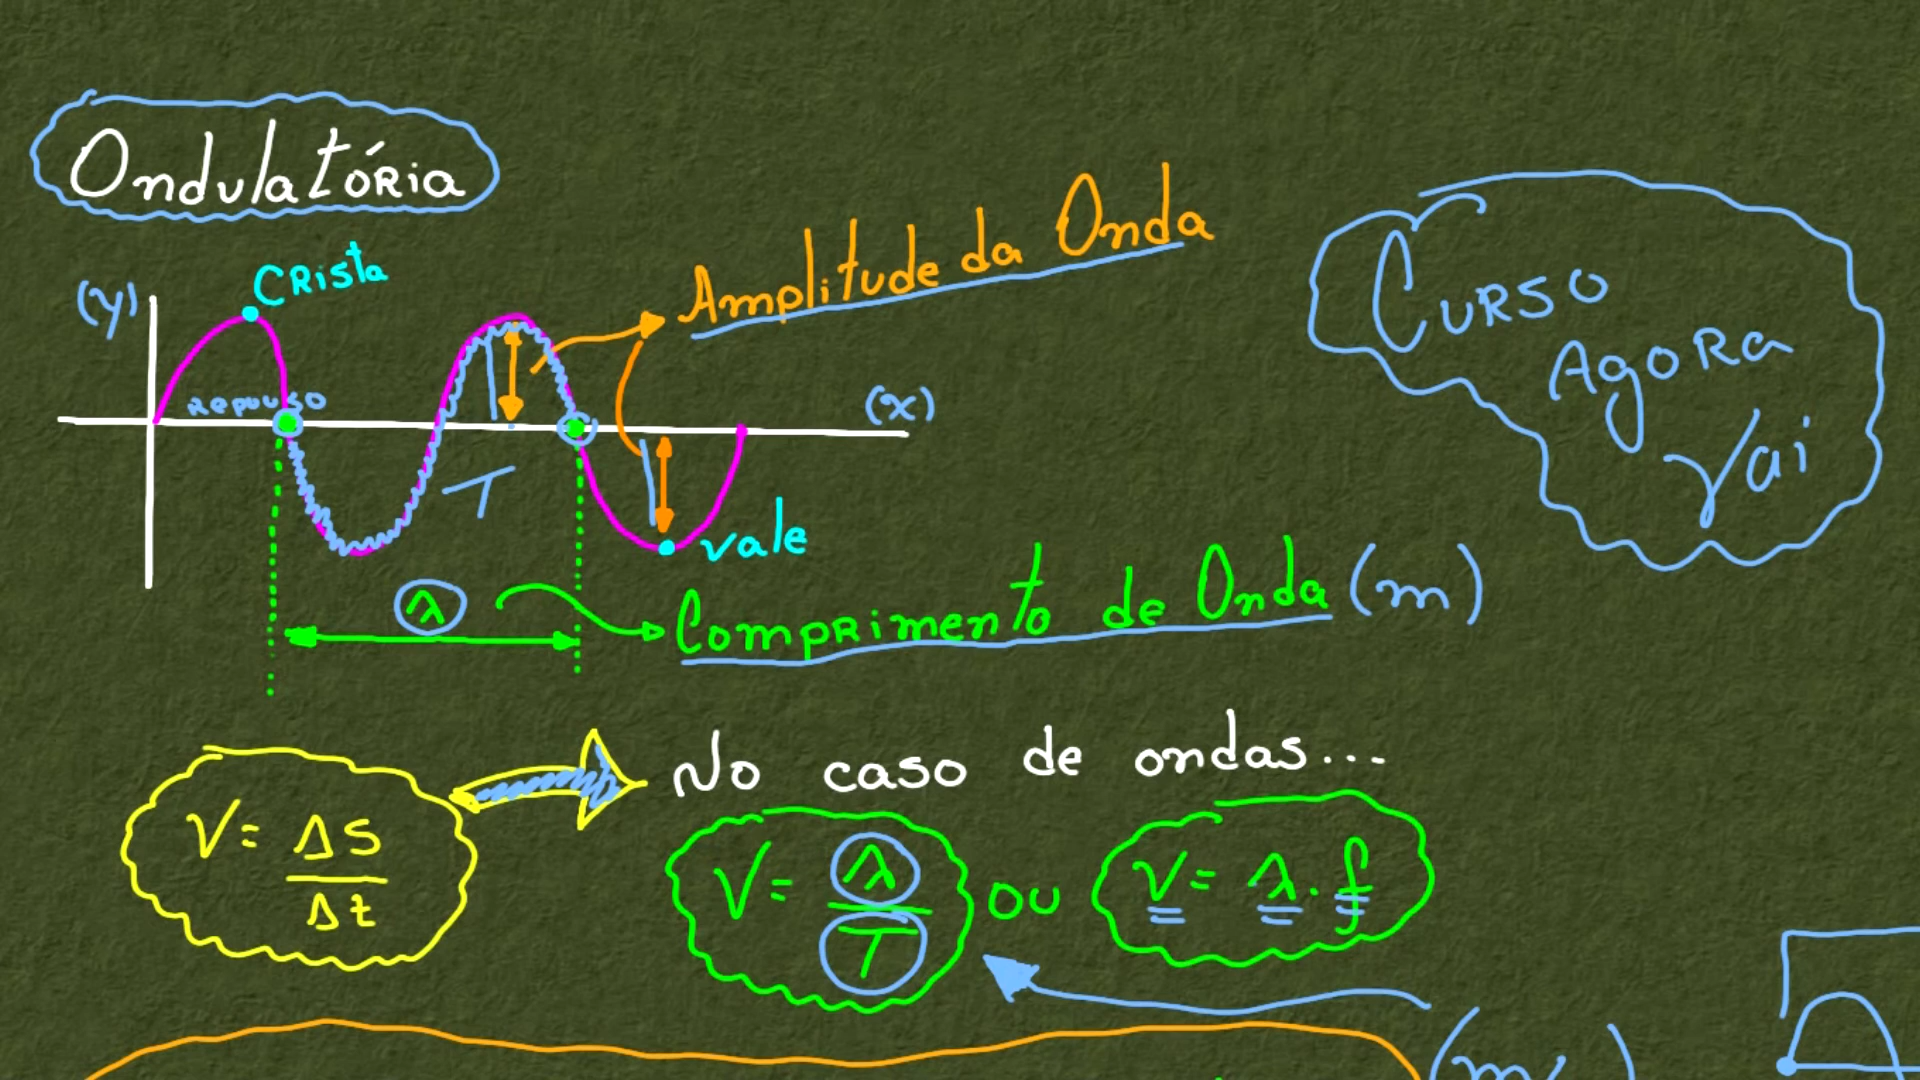 Ondulatória
Crista
(y)
Repouso
Amplitude da Onda
(x)
T
vale
λ
Comprimento de Onda (m)
Curso
Agora
Vai
No caso de ondas...
V = ΔS
Δt
V = λ
T
ou
v = λ . f